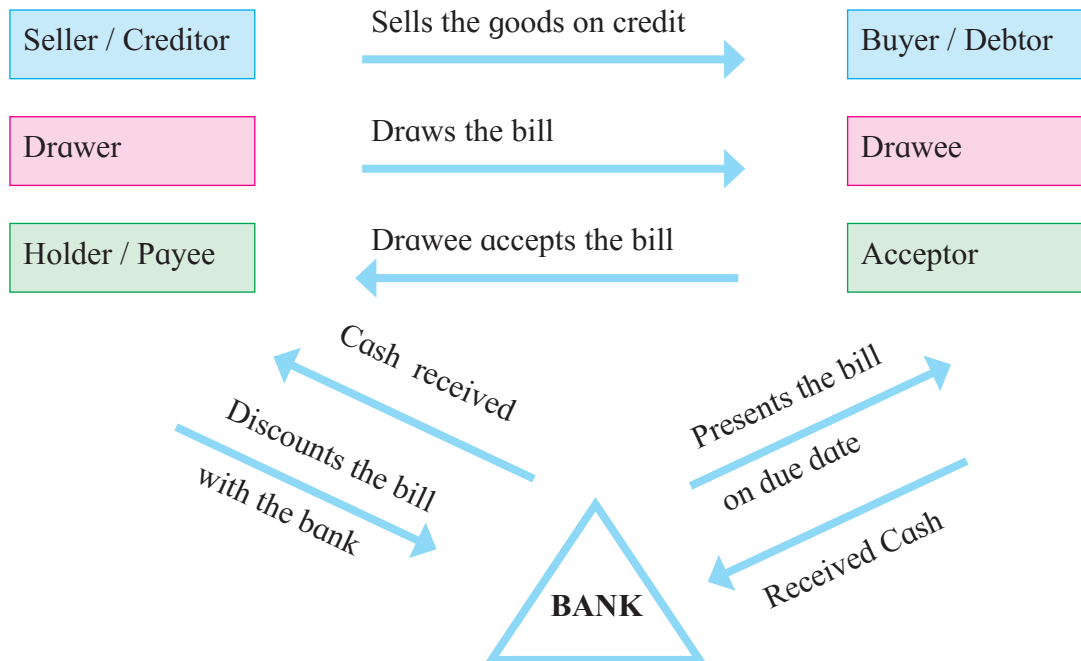 Seller / Creditor
Sells the goods on credit
Buyer / Debtor
Drawer
Draws the bill
Drawee
Holder / Payee
Drawee accepts the bill
Acceptor
Cash received
Discounts the bill
with the bank
Presents the bill
on due date
Received Cash
BANK